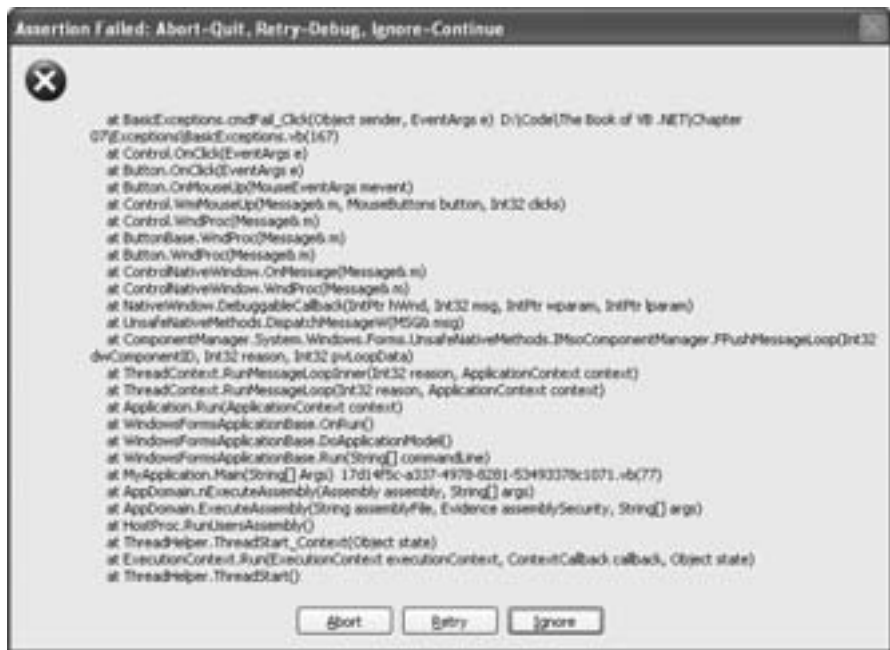 Assertion Failed: Abort-Quit, Retry-Debug, Ignore-Continue
at BasicExceptions.cmdFail_Click(Object sender, EventArgs e) D:\Code\The Book of VB .NET\Chapter
07\Exceptions\BasicExceptions.vb(167)
at Control.OnClick(EventArgs e)
at Button.OnClick(EventArgs e)
at Button.OnMouseUp(MouseEventArgs mevent)
at Control.WmMouseUp(Message& m, MouseButtons button, Int32 clicks)
at Control.WndProc(Message& m)
at ButtonBase.WndProc(Message& m)
at Button.WndProc(Message& m)
at ControlNativeWindow.OnMessage(Message& m)
at ControlNativeWindow.WndProc(Message& m)
at NativeWindow.DebuggableCallback(IntPtr hWnd, Int32 msg, IntPtr wparam, IntPtr lparam)
at UnsafeNativeMethods.DispatchMessageW(MSG& msg)
at ComponentManager.System.Windows.Forms.UnsafeNativeMethods.IMsoComponentManager.FPushMessageLoop(Int32
dwComponentID, Int32 reason, Int32 pvLoopData)
at ThreadContext.RunMessageLoopInner(Int32 reason, ApplicationContext context)
at ThreadContext.RunMessageLoop(Int32 reason, ApplicationContext context)
at Application.Run(ApplicationContext context)
at WindowsFormsApplicationBase.OnRun()
at WindowsFormsApplicationBase.DoApplicationModel()
at WindowsFormsApplicationBase.Run(String[] commandLine)
at MyApplication.Main(String[] Args) 17d14f5c-a337-4978-8281-53493378c1071.vb(77)
at AppDomain.nExecuteAssembly(Assembly assembly, String[] args)
at AppDomain.ExecuteAssembly(String assemblyFile, Evidence assemblySecurity, String[] args)
at HostProc.RunUsersAssembly()
at ThreadHelper.ThreadStart_Context(Object state)
at ExecutionContext.Run(ExecutionContext executionContext, ContextCallback callback, Object state)
at ThreadHelper.ThreadStart()
Abort Retry Ignore